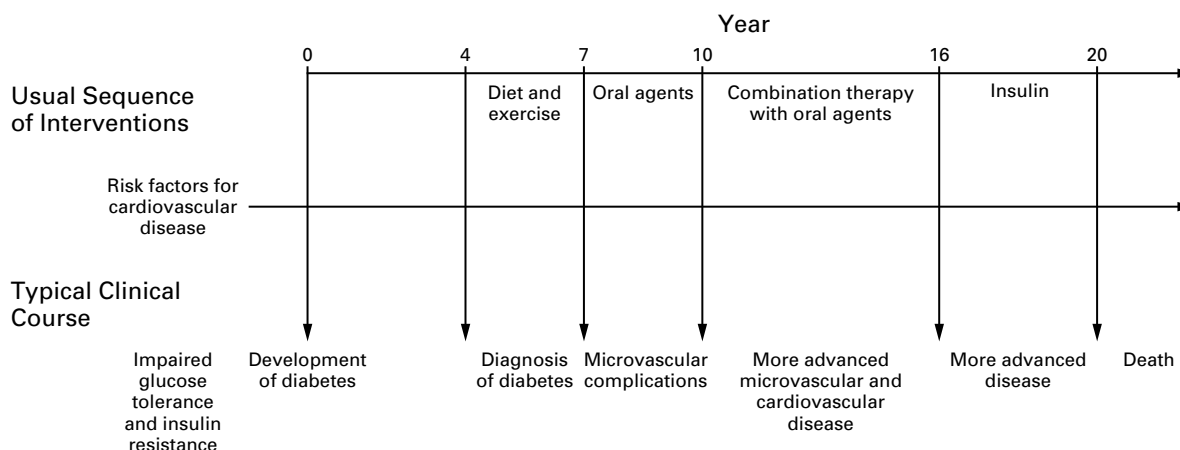 Year
0
4
7
10
16
20
Usual Sequence
of Interventions
Diet and
exercise
Oral agents
Combination therapy
with oral agents
Insulin
Risk factors for
cardiovascular
disease
Typical Clinical
Course
Impaired
glucose
tolerance
and insulin
resistance
Development
of diabetes
Diagnosis
of diabetes
Microvascular
complications
More advanced
microvascular and
cardiovascular
disease
More advanced
disease
Death